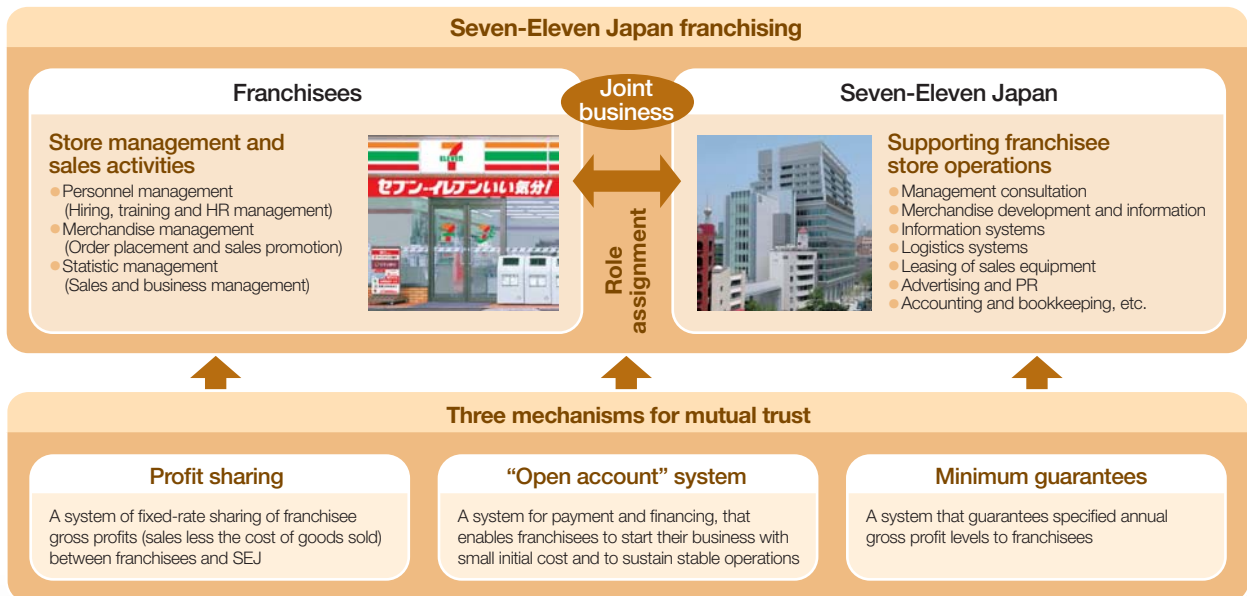 Seven-Eleven Japan franchising
Franchisees
Joint
business
Seven-Eleven Japan
Store management and
sales activities
Personnel management
(Hiring, training and HR management)
Merchandise management
(Order placement and sales promotion)
Statistic management
(Sales and business management)
7
ELEVEN
セブン-イレブンいい気分!
Role
assignment
Supporting franchisee
store operations
Management consultation
Merchandise development and information
Information systems
Logistics systems
Leasing of sales equipment
Advertising and PR
Accounting and bookkeeping, etc.
Three mechanisms for mutual trust
Profit sharing
A system of fixed-rate sharing of franchisee
gross profits (sales less the cost of goods sold)
between franchisees and SEJ
“Open account” system
A system for payment and financing, that
enables franchisees to start their business with
small initial cost and to sustain stable operations
Minimum guarantees
A system that guarantees specified annual
gross profit levels to franchisees